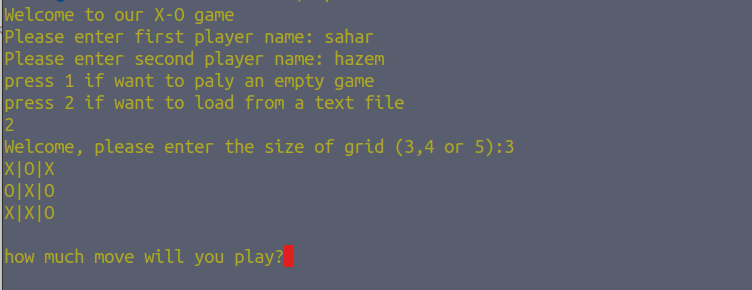 Welcome to our X-O game
Please enter first player name: sahar
Please enter second player name: hazem
press 1 if want to paly an empty game
press 2 if want to load from a text file
2
Welcome, please enter the size of grid (3,4 or 5):3
X|O|X
O|X|O
X|X|O
how much move will you play?